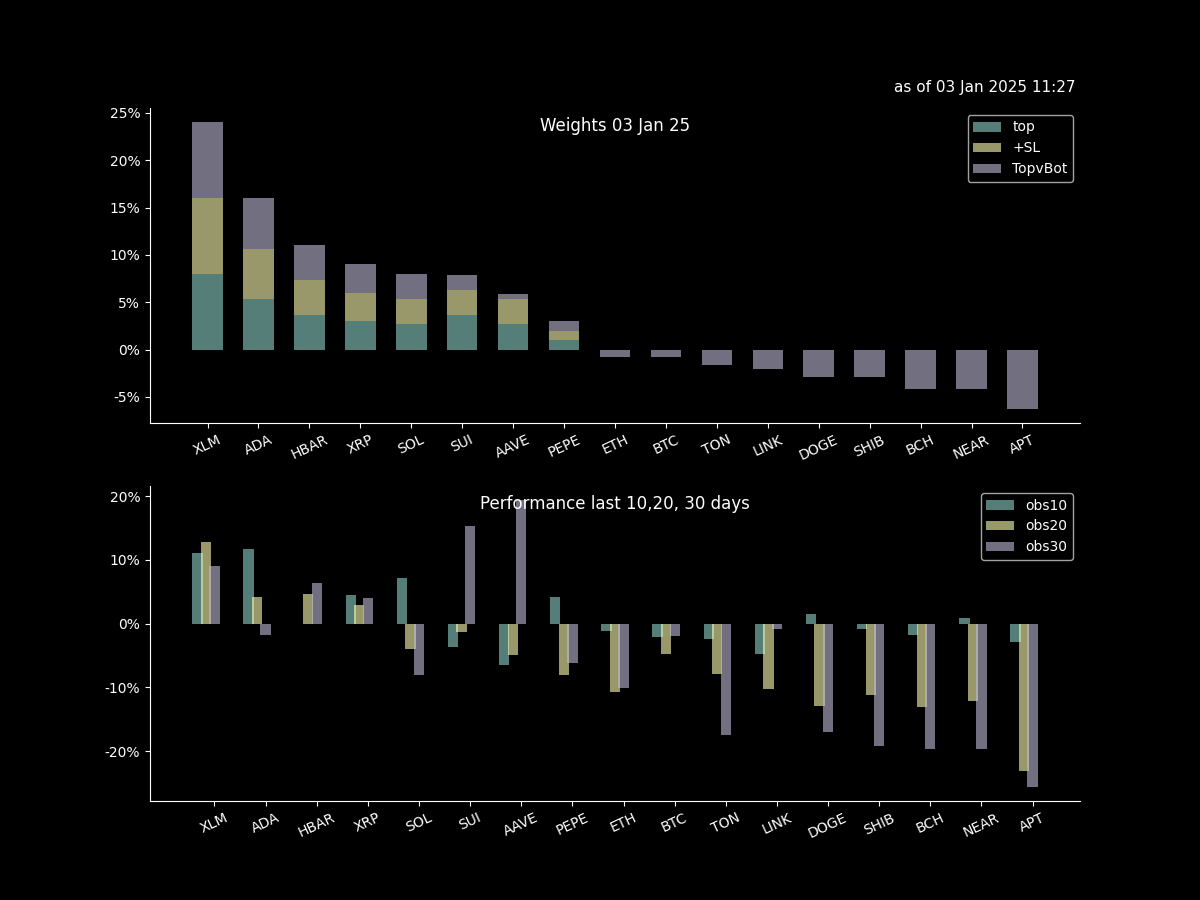 as of 03 Jan 2025 11:27
Weights 03 Jan 25
top
+SL
TopvBot
25%
20%
15%
10%
5%
0%
-5%
XLM ADA HBAR XRP SOL SUI AAVE PEPE ETH BTC TON LINK DOGE SHIB BCH NEAR APT
Performance last 10,20, 30 days
obs10
obs20
obs30
20%
10%
0%
-10%
-20%
XLM ADA HBAR XRP SOL SUI AAVE PEPE ETH BTC TON LINK DOGE SHIB BCH NEAR APT